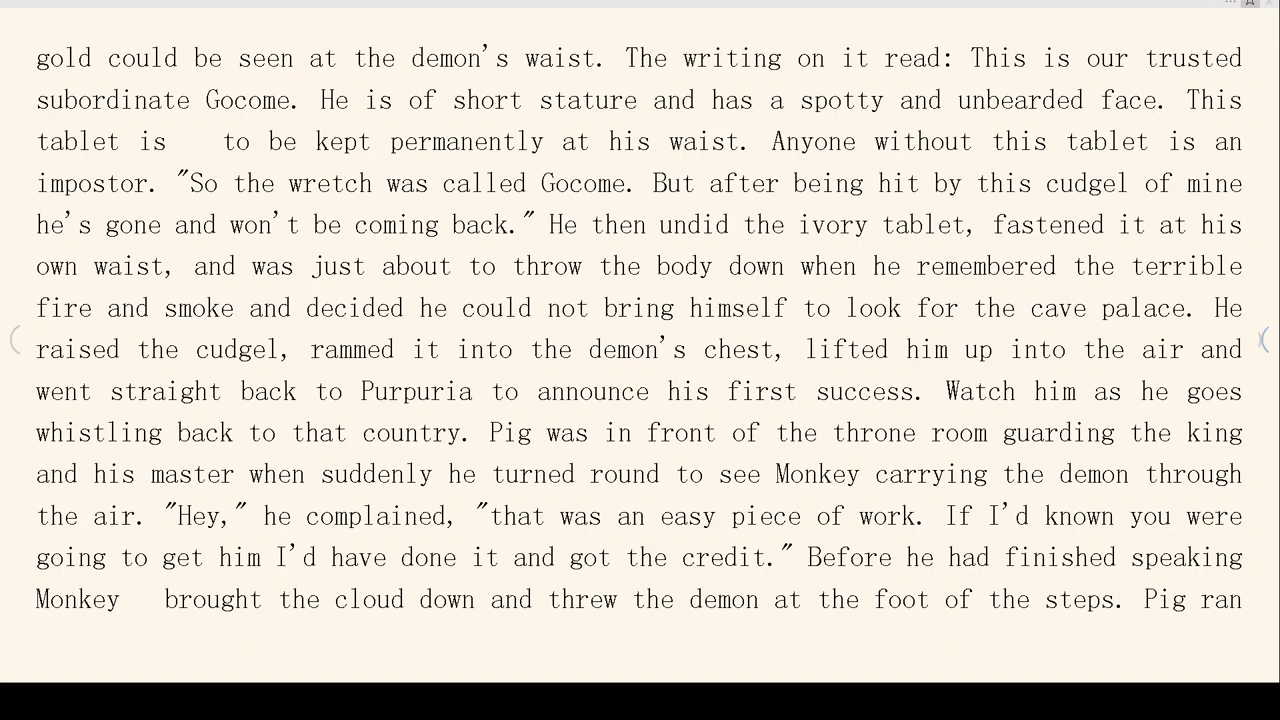 gold could be seen at the demon's waist. The writing on it read: This is our trusted
subordinate Gocome. He is of short stature and has a spotty and unbearded face. This
tablet is to be kept permanently at his waist. Anyone without this tablet is an
impostor. "So the wretch was called Gocome. But after being hit by this cudgel of mine
he's gone and won't be coming back." He then undid the ivory tablet, fastened it at his
own waist, and was just about to throw the body down when he remembered the terrible
fire and smoke and decided he could not bring himself to look for the cave palace. He
raised the cudgel, rammed it into the demon's chest, lifted him up into the air and
went straight back to Purpuria to announce his first success. Watch him as he goes
whistling back to that country. Pig was in front of the throne room guarding the king
and his master when suddenly he turned round to see Monkey carrying the demon through
the air. "Hey," he complained, "that was an easy piece of work. If I'd known you were
going to get him I'd have done it and got the credit." Before he had finished speaking
Monkey brought the cloud down and threw the demon at the foot of the steps. Pig ran